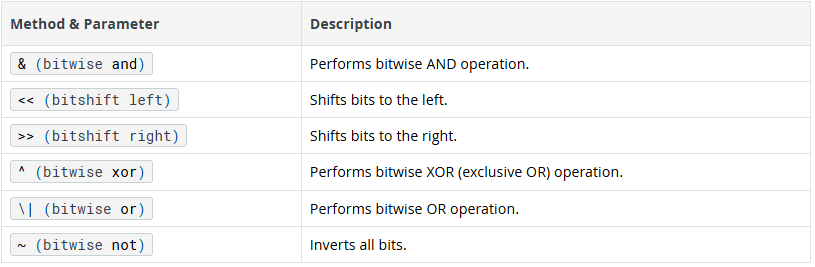 Method & Parameter Description
& (bitwise and) Performs bitwise AND operation.
<< (bitshift left) Shifts bits to the left.
>> (bitshift right) Shifts bits to the right.
^ (bitwise xor) Performs bitwise XOR (exclusive OR) operation.
\| (bitwise or) Performs bitwise OR operation.
~ (bitwise not) Inverts all bits.